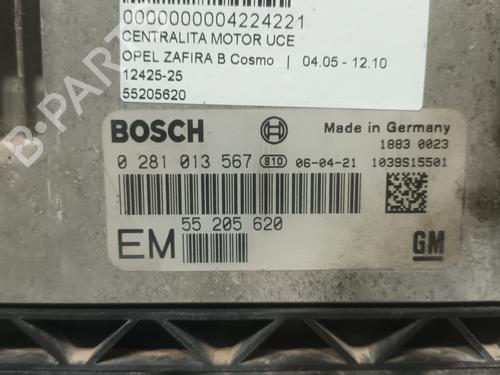 0000000004224221
CENTRALITA MOTOR UCE
OPEL ZAFIRA B Cosmo | 04.05 - 12.10
12425-25
55205620
BOSCH Made in Germany
1883 0023
0 281 013 567 810 06-04-21 1039S15501
55 205 620
EM GM
B-Parts